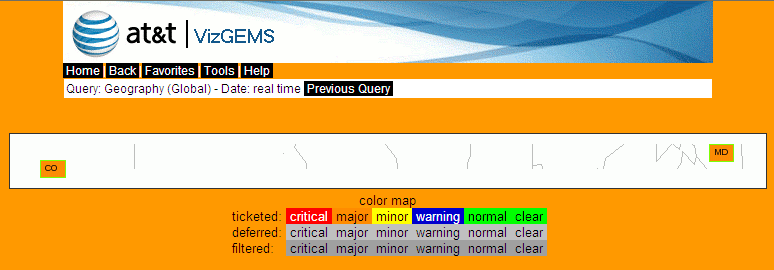 at&t | VizGEMS
Home Back Favorites Tools Help
Query: Geography (Global) - Date: real time Previous Query
MD
CO
color map
ticketed: critical major minor warning normal clear
deferred: critical major minor warning normal clear
filtered: critical major minor warning normal clear